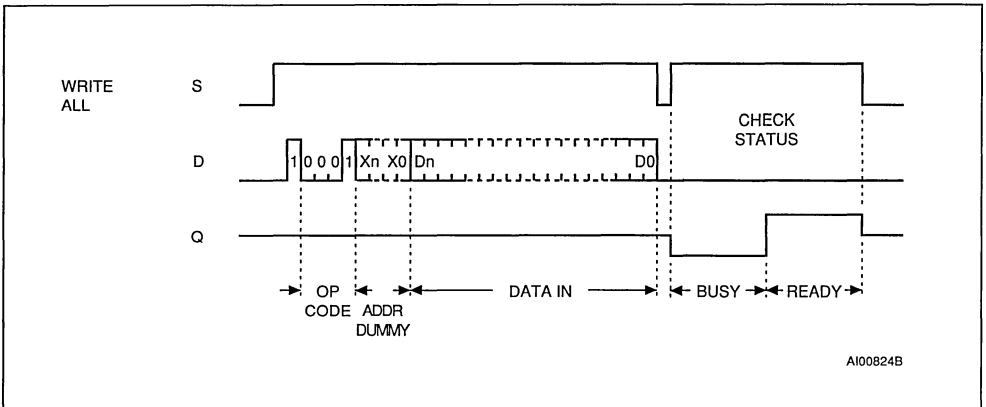 WRITE
ALL
S
CHECK
STATUS
D
1 0 0 0 1 Xn X0 Dn D0
Q
OP
CODE
ADDR
DUMMY
DATA IN
BUSY
READY
AI00824B